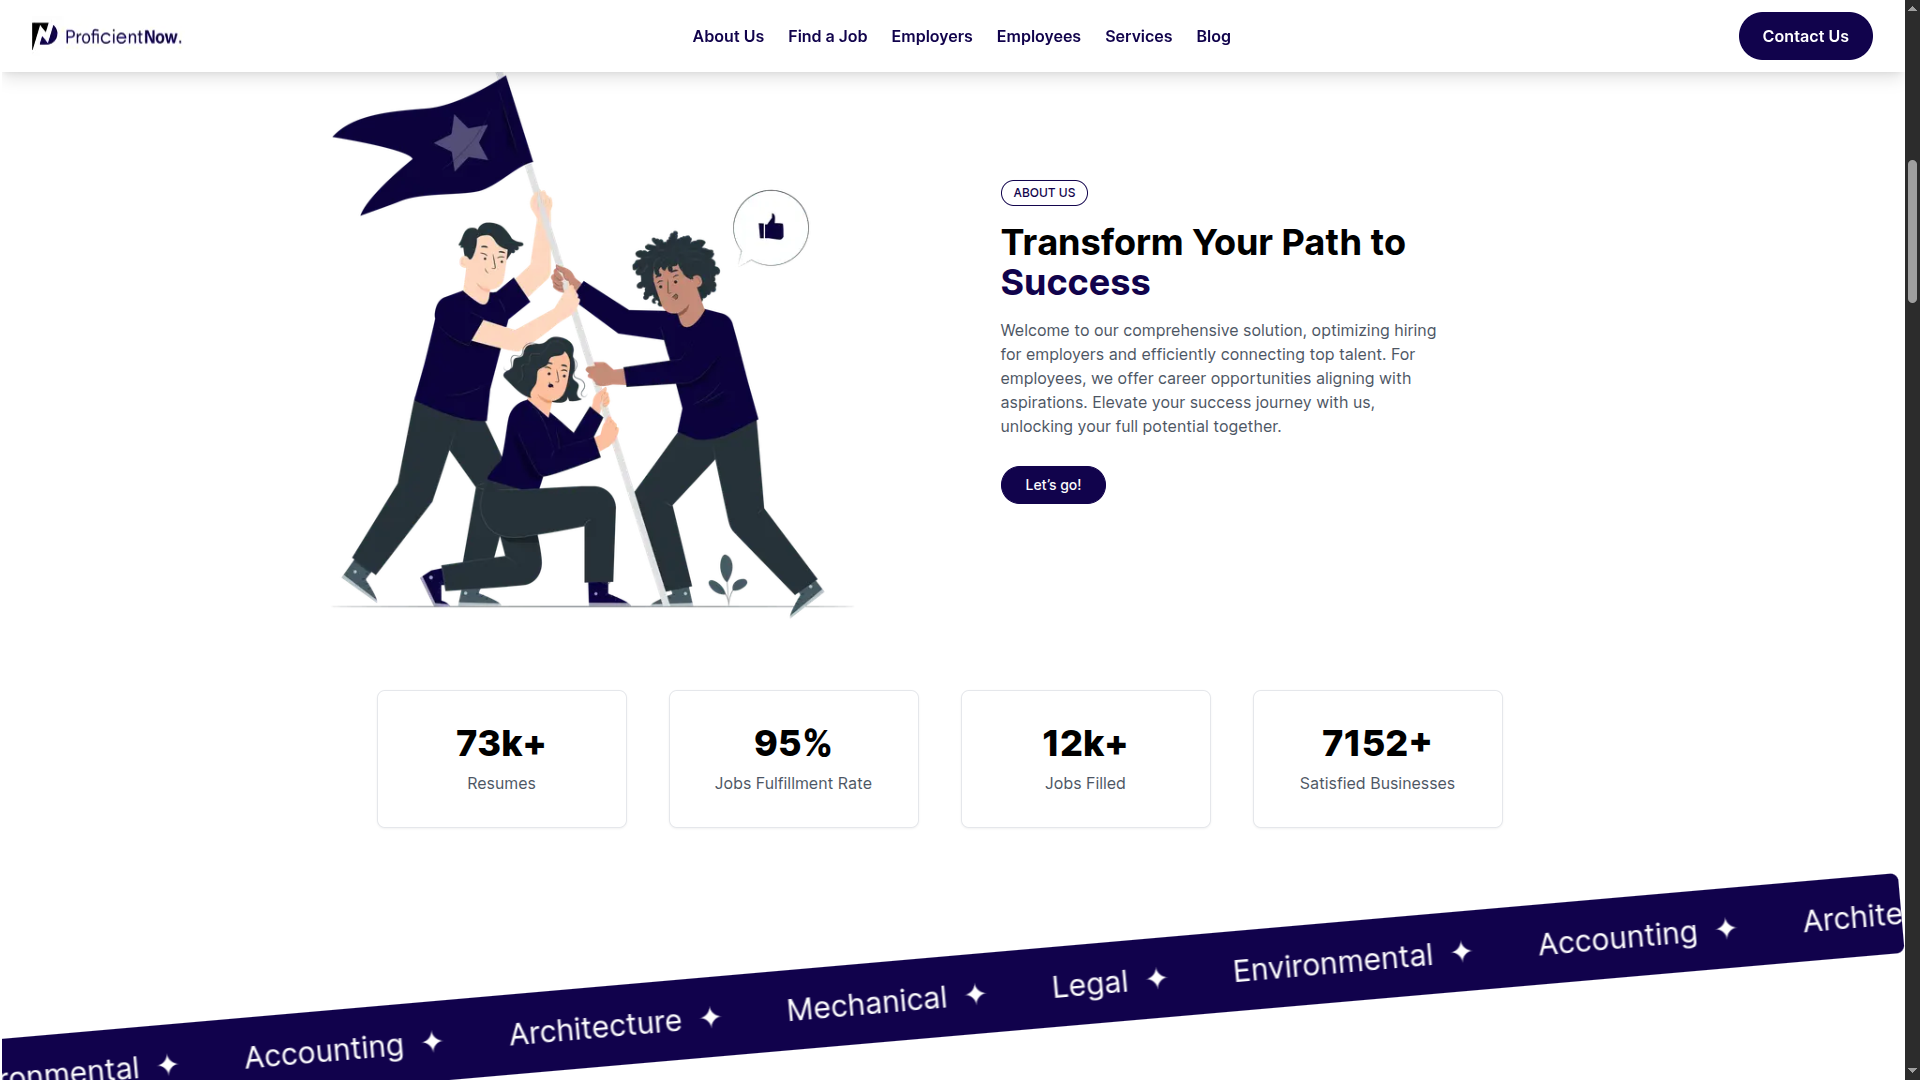 ProficientNow.
About Us
Find a Job
Employers
Employees
Services
Blog
Contact Us
ABOUT US
Transform Your Path to
Success
Welcome to our comprehensive solution, optimizing hiring
for employers and efficiently connecting top talent. For
employees, we offer career opportunities aligning with
aspirations. Elevate your success journey with us,
unlocking your full potential together.
Let’s go!
73k+
Resumes
95%
Jobs Fulfillment Rate
12k+
Jobs Filled
7152+
Satisfied Businesses
ronmental ✦ Accounting ✦ Architecture ✦ Mechanical ✦ Legal ✦ Environmental ✦ Accounting ✦ Archite